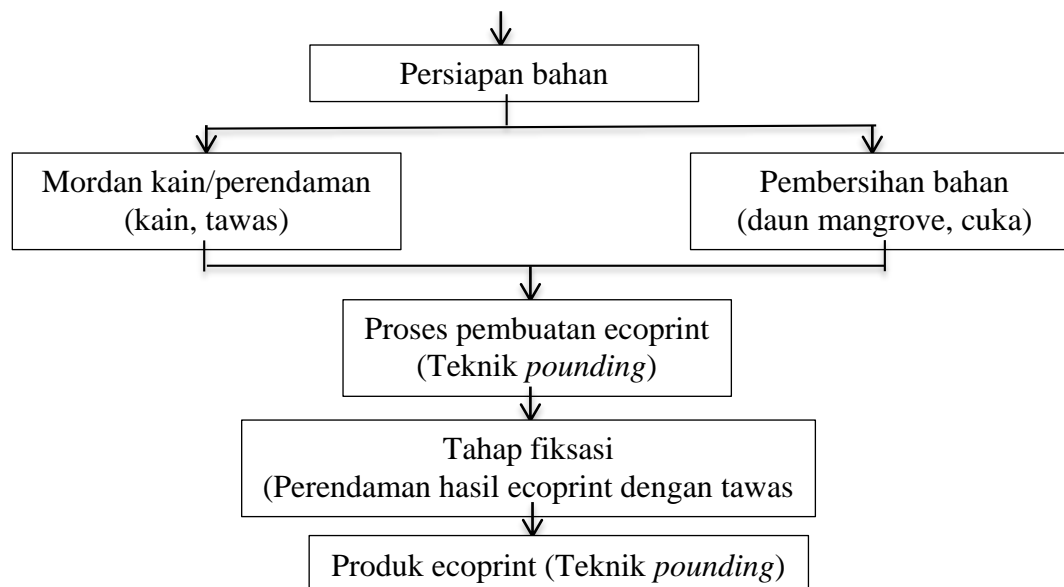 Persiapan bahan
Mordan kain/perendaman
(kain, tawas)
Pembersihan bahan
(daun mangrove, cuka)
Proses pembuatan ecoprint
(Teknik pounding)
Tahap fiksasi
(Perendaman hasil ecoprint dengan tawas
Produk ecoprint (Teknik pounding)